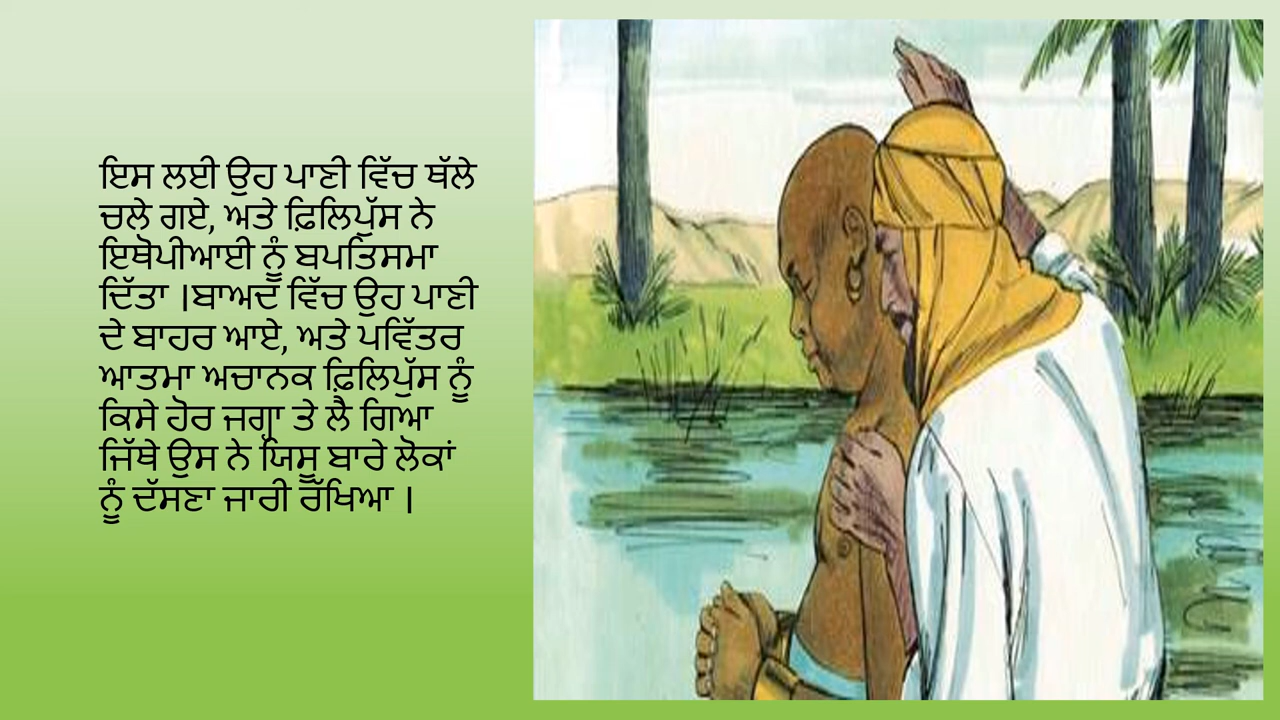 ਇਸ ਲਈ ਉਹ ਪਾਣੀ ਵਿੱਚ ਥੱਲੇ
ਚਲੇ ਗਏ, ਅਤੇ ਫ਼ਿਲਿਪੁੱਸ ਨੇ
ਇਥੋਪੀਆਈ ਨੂੰ ਬਪਤਿਸਮਾ
ਦਿੱਤਾ |ਬਾਅਦ ਵਿੱਚ ਉਹ ਪਾਣੀ
ਦੇ ਬਾਹਰ ਆਏ, ਅਤੇ ਪਵਿੱਤਰ
ਆਤਮਾ ਅਚਾਨਕ ਫ਼ਿਲਿਪੁੱਸ ਨੂੰ
ਕਿਸੇ ਹੋਰ ਜਗ੍ਹਾ ਤੇ ਲੈ ਗਿਆ
ਜਿੱਥੇ ਉਸ ਨੇ ਯਿਸੂ ਬਾਰੇ ਲੋਕਾਂ
ਨੂੰ ਦੱਸਣਾ ਜਾਰੀ ਰੱਖਿਆ |